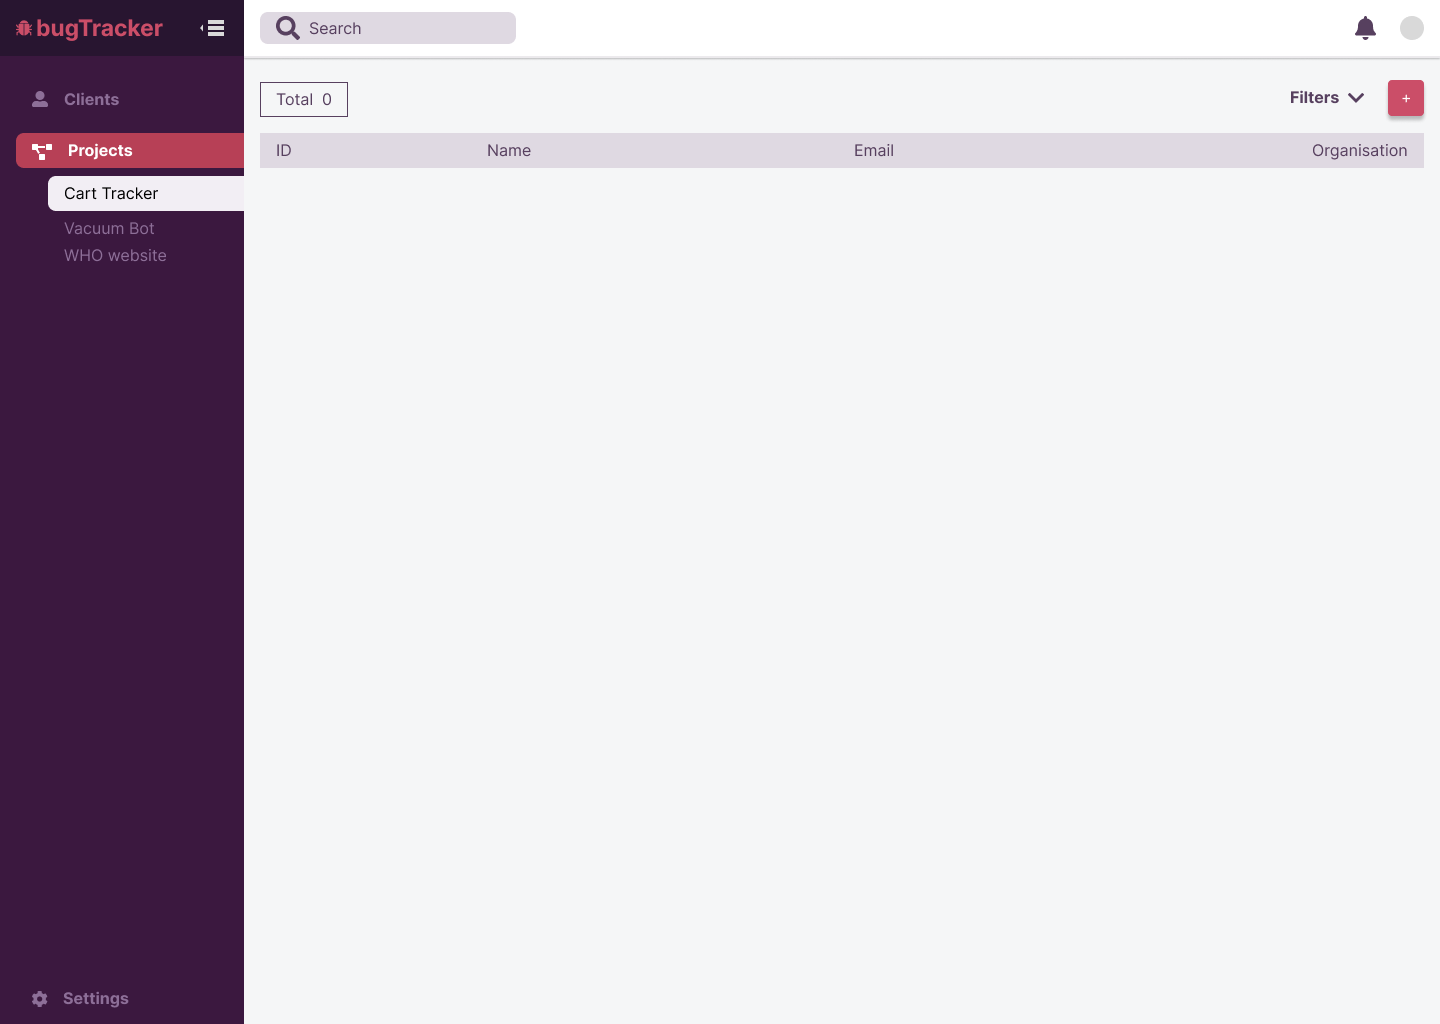 bugTracker
Search
Clients
Projects
Cart Tracker
Vacuum Bot
WHO website
Settings
Total 0
Filters
+
ID Name Email Organisation